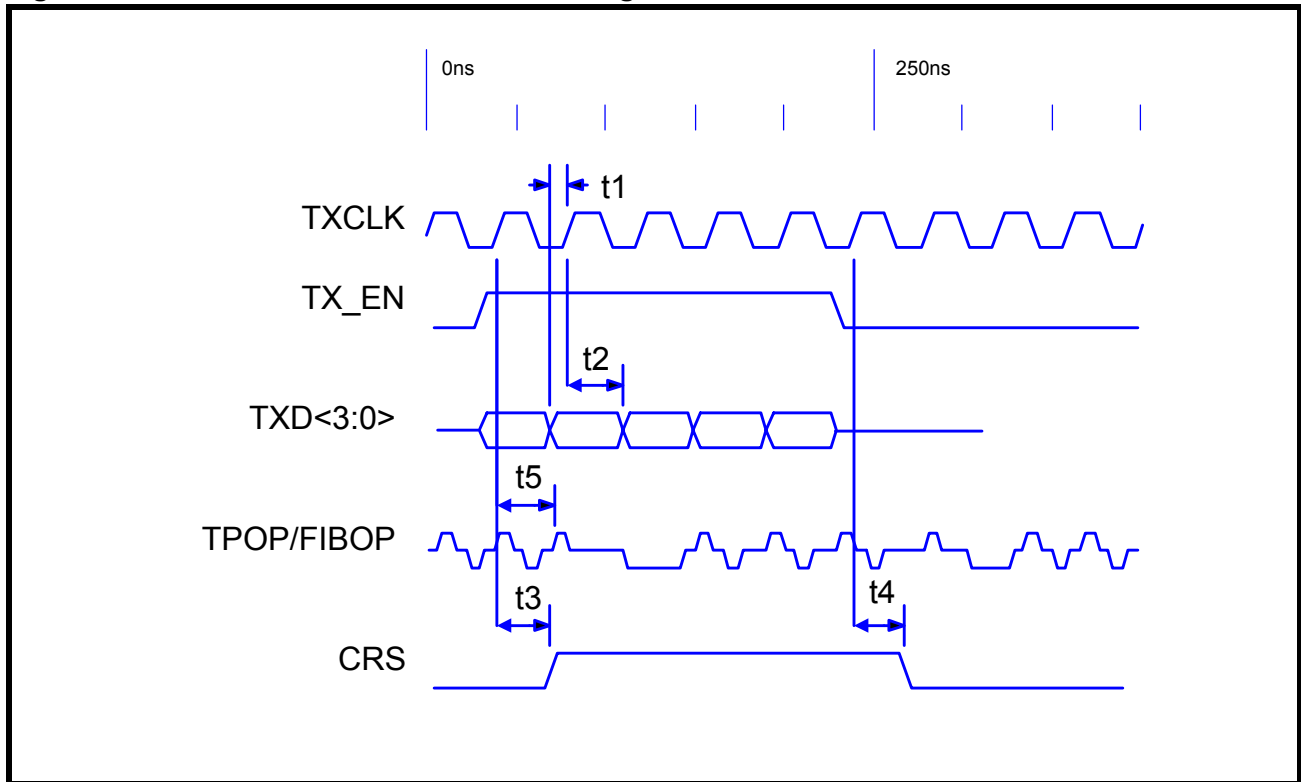 0ns
250ns
t1
TXCLK
TX_EN
t2
TXD<3:0>
t5
TPOP/FIBOP
t3
t4
CRS